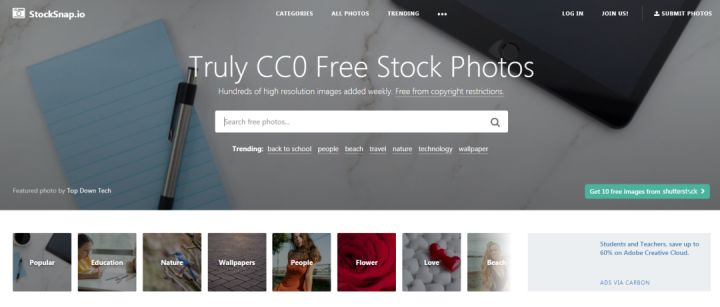 StockSnap.io
CATEGORIES ALL PHOTOS TRENDING ••• LOG IN JOIN US! SUBMIT PHOTOS
Truly CC0 Free Stock Photos
Hundreds of high resolution images added weekly. Free from copyright restrictions.
Search free photos...
Trending: back to school people beach travel nature technology wallpaper
Featured photo by Top Down Tech
Get 10 free images from shutterstock
Popular Education Nature Wallpapers People Flower Love Beach
Students and Teachers, save up to
60% on Adobe Creative Cloud.
ADS VIA CARBON